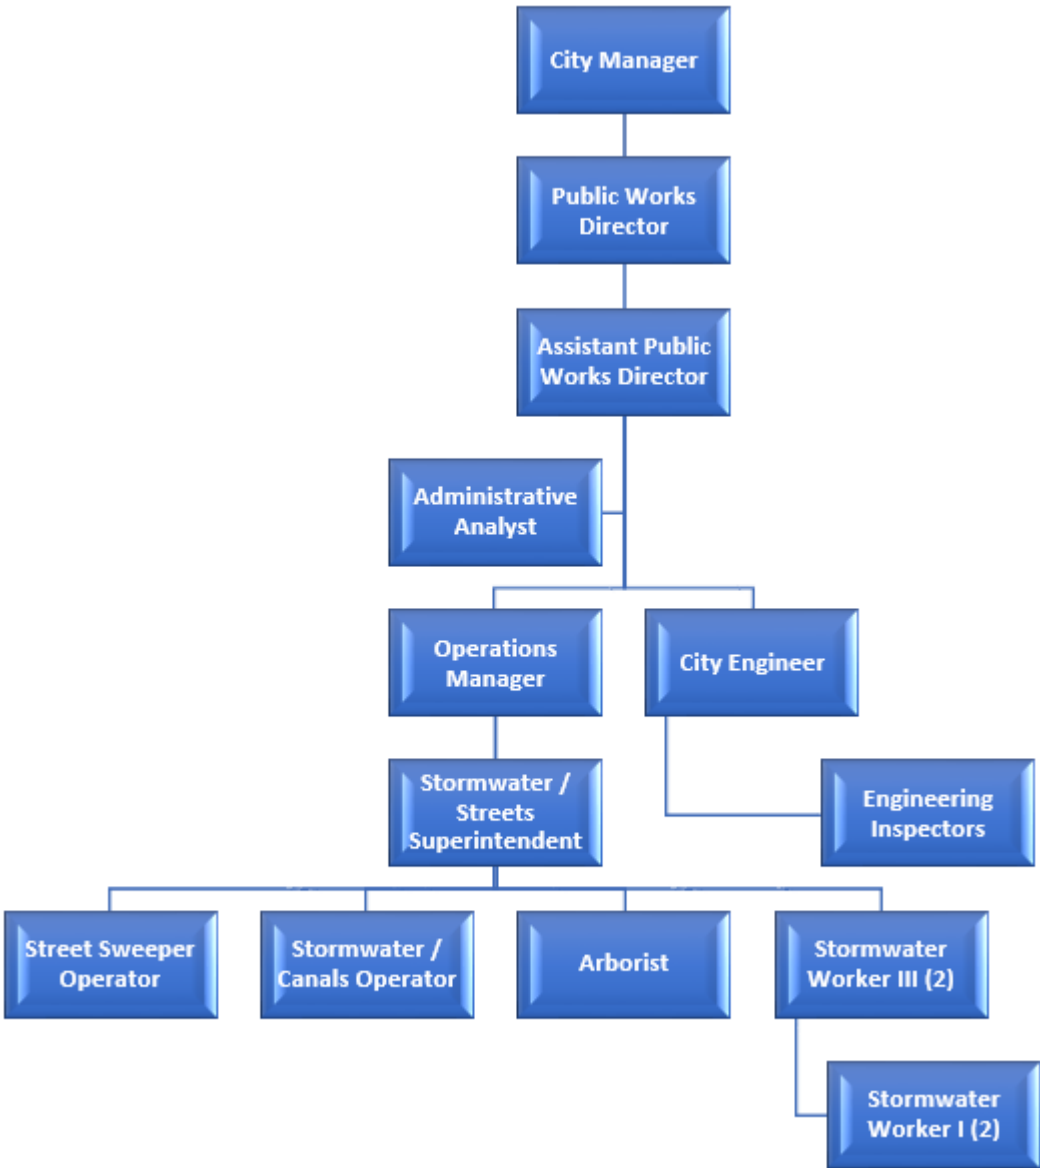 City Manager
Public Works
Director
Assistant Public
Works Director
Administrative
Analyst
Operations
Manager
City Engineer
Stormwater /
Streets
Superintendent
Engineering
Inspectors
Street Sweeper
Operator
Stormwater /
Canals Operator
Arborist
Stormwater
Worker III (2)
Stormwater
Worker I (2)